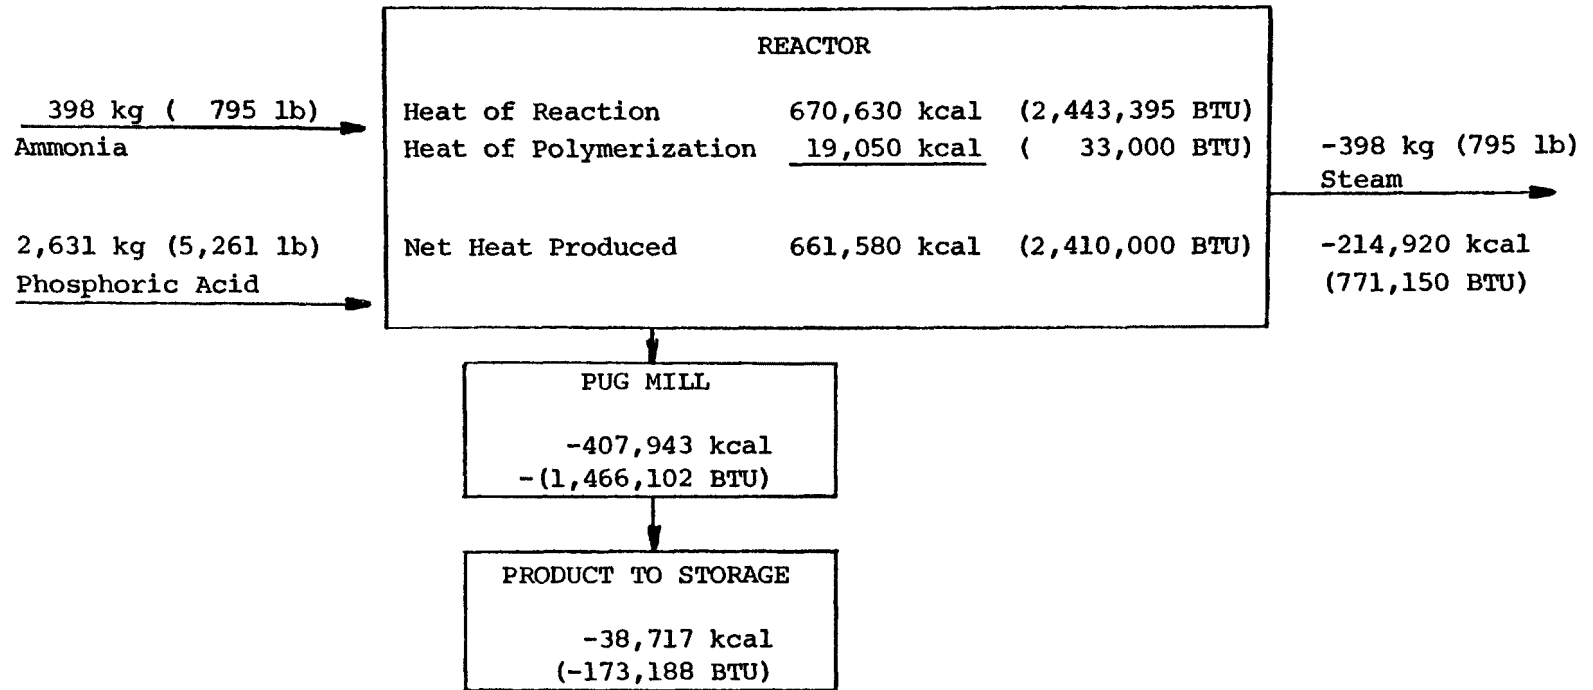 REACTOR
398 kg (  795 lb)
Ammonia
2,631 kg (5,261 lb)
Phosphoric Acid
Heat of Reaction 670,630 kcal (2,443,395 BTU)
Heat of Polymerization 19,050 kcal (  33,000 BTU)
Net Heat Produced 661,580 kcal (2,410,000 BTU)
-398 kg (795 lb)
Steam
-214,920 kcal
(771,150 BTU)
PUG MILL
-407,943 kcal
-(1,466,102 BTU)
PRODUCT TO STORAGE
-38,717 kcal
(-173,188 BTU)